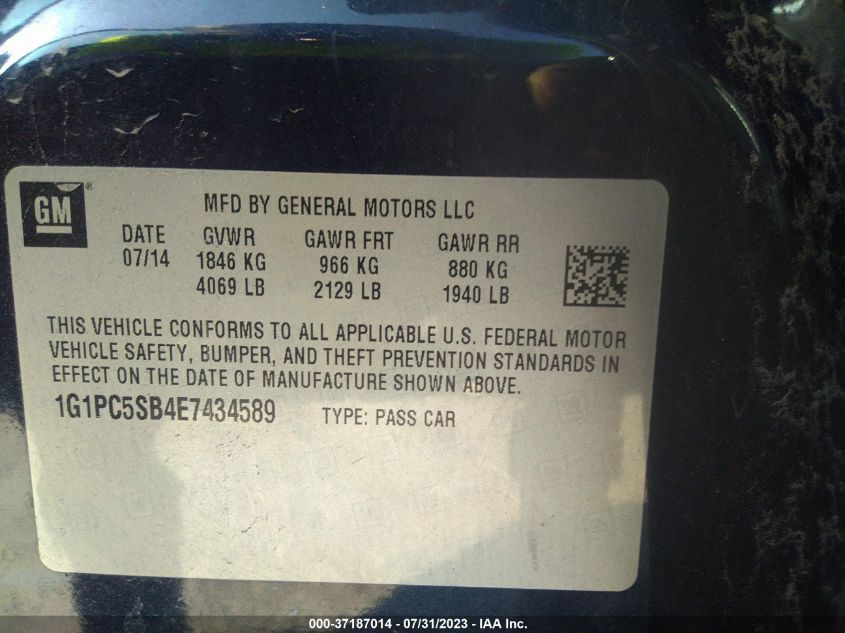 GM ® MFD BY GENERAL MOTORS LLC
DATE GVWR GAWR FRT GAWR RR
07/14 1846 KG 966 KG 880 KG
4069 LB 2129 LB 1940 LB
THIS VEHICLE CONFORMS TO ALL APPLICABLE U.S. FEDERAL MOTOR
VEHICLE SAFETY, BUMPER, AND THEFT PREVENTION STANDARDS IN
EFFECT ON THE DATE OF MANUFACTURE SHOWN ABOVE.
1G1PC5SB4E7434589 TYPE: PASS CAR
000-37187014 / 07/31/2023 - IAA Inc.